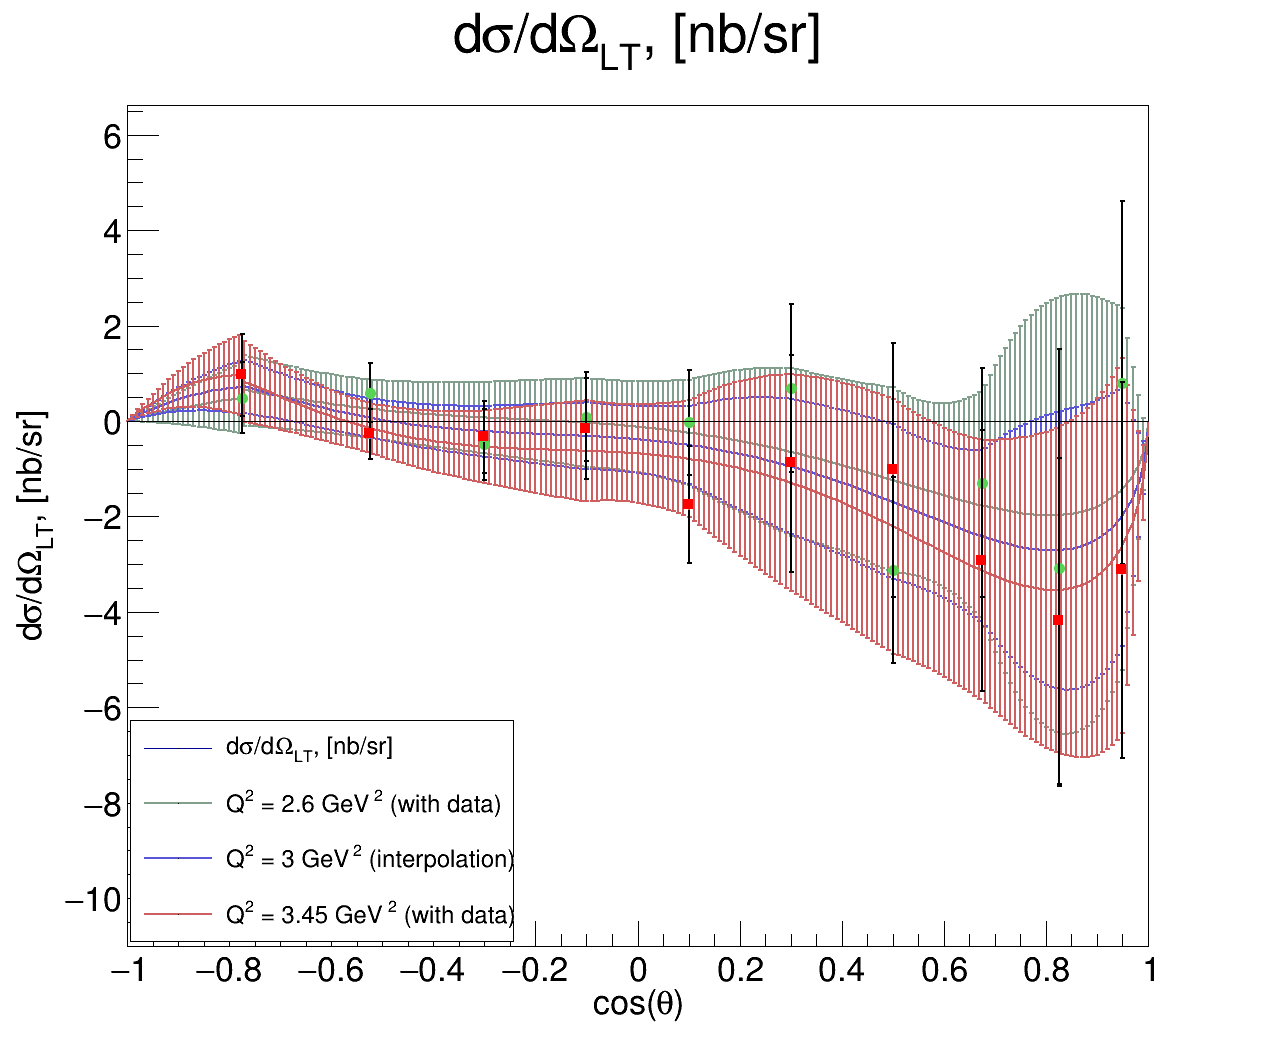 dσ/dΩ_LT, [nb/sr]
dσ/dΩ_LT, [nb/sr]
6
4
2
0
−2
−4
−6
−8
−10
dσ/dΩ_LT, [nb/sr]
Q² = 2.6 GeV² (with data)
Q² = 3 GeV² (interpolation)
Q² = 3.45 GeV² (with data)
−1 −0.8 −0.6 −0.4 −0.2 0 0.2 0.4 0.6 0.8 1
cos(θ)